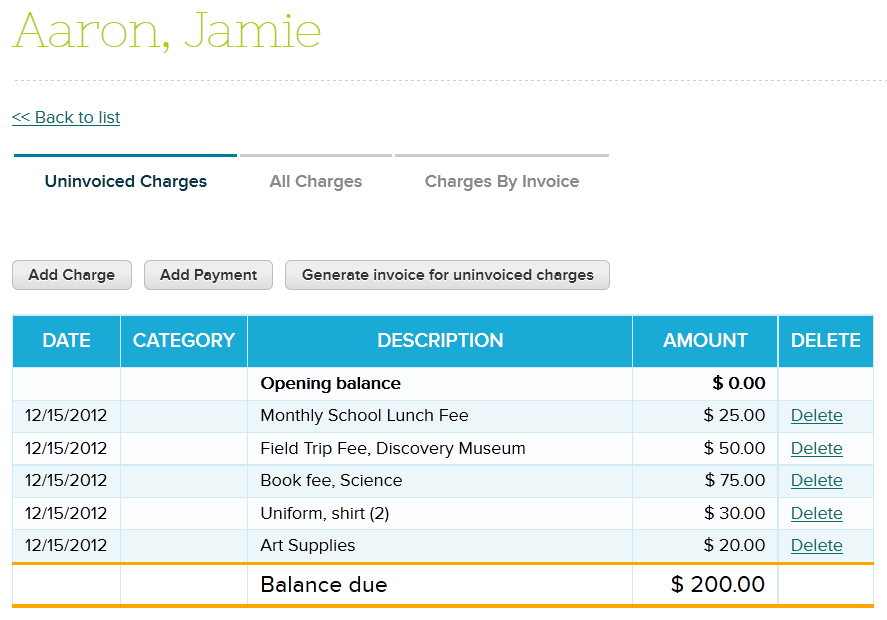 Aaron, Jamie
<< Back to list
Uninvoiced Charges All Charges Charges By Invoice
Add Charge Add Payment Generate invoice for uninvoiced charges
DATE CATEGORY DESCRIPTION AMOUNT DELETE
Opening balance $ 0.00
12/15/2012 Monthly School Lunch Fee $ 25.00 Delete
12/15/2012 Field Trip Fee, Discovery Museum $ 50.00 Delete
12/15/2012 Book fee, Science $ 75.00 Delete
12/15/2012 Uniform, shirt (2) $ 30.00 Delete
12/15/2012 Art Supplies $ 20.00 Delete
Balance due $ 200.00